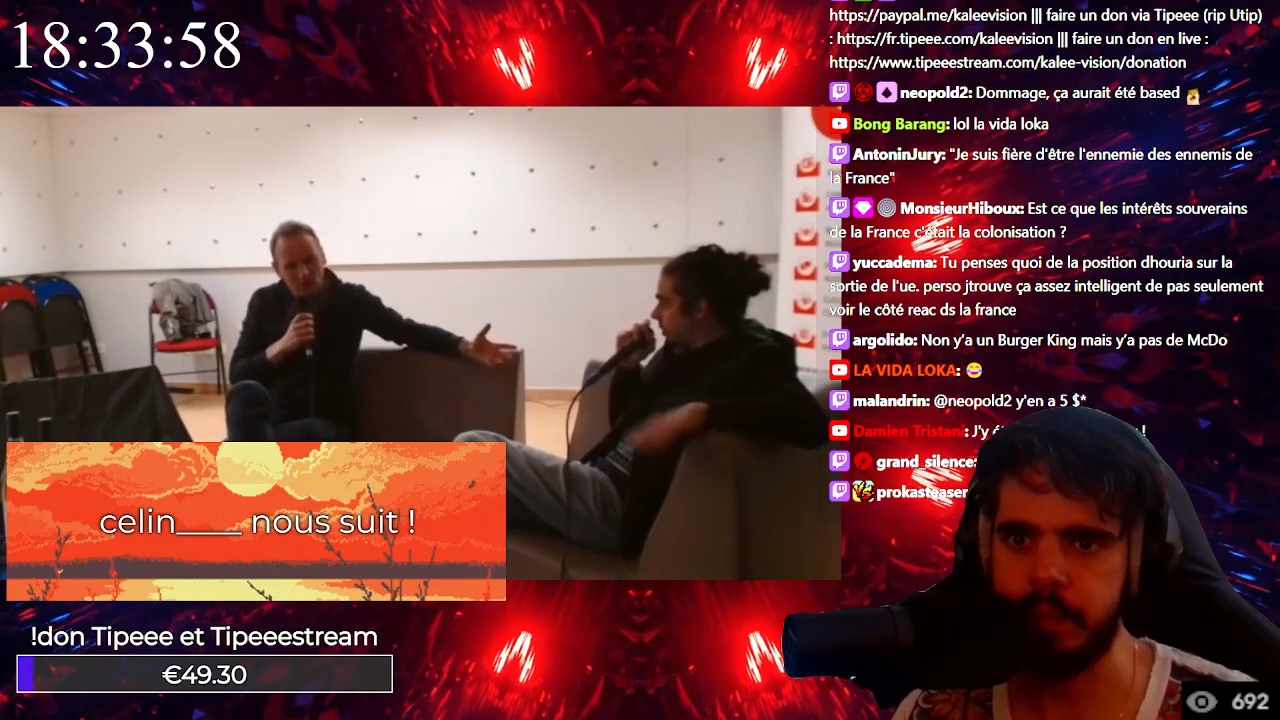 18:33:58
https://paypal.me/kaleevision ||| faire un don via Tipeee (rip Utip)
: https://fr.tipeee.com/kaleevision ||| faire un don en live :
https://www.tipeeestream.com/kalee-vision/donation
neopold2: Dommage, ça aurait été based
Bong Barang: lol la vida loka
AntoninJury: "Je suis fière d'être l'ennemie des ennemis de
la France"
MonsieurHiboux: Est ce que les intérêts souverains
de la France c'était la colonisation ?
yuccadema: Tu penses quoi de la position dhouria sur la
sortie de l'ue. perso jtrouve ça assez intelligent de pas seulement
voir le côté reac ds la france
argolido: Non y'a un Burger King mais y'a pas de McDo
LA VIDA LOKA: 😂
malandrin: @neopold2 y'en a 5 $*
Damien Tristani: J'y !
grand_silence:
prokasteaser
celin____ nous suit !
!don Tipeee et Tipeeestream
€49.30
692